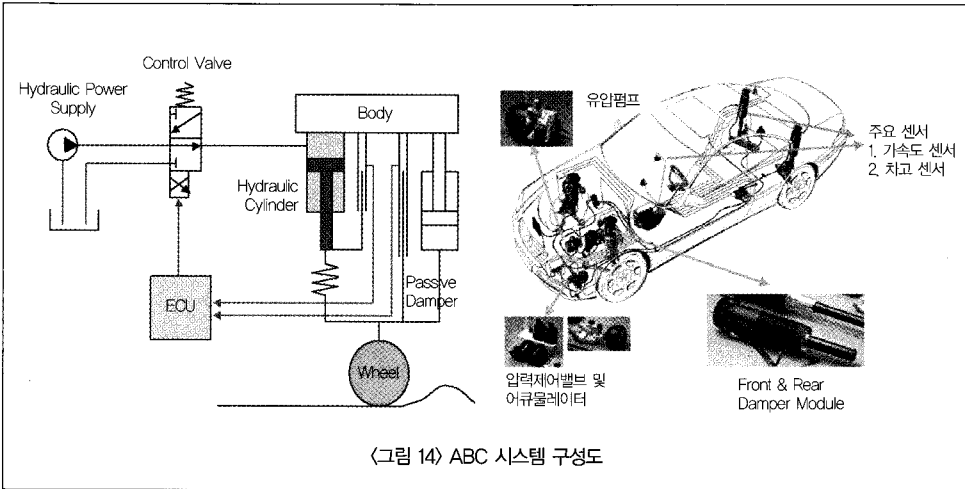 Control Valve
Hydraulic Power
Supply
Body
Hydraulic
Cylinder
Passive
Damper
ECU
Wheel
유압펌프
주요 센서
1. 가속도 센서
2. 차고 센서
압력제어밸브 및
어큐물레이터
Front & Rear
Damper Module
〈그림 14〉 ABC 시스템 구성도